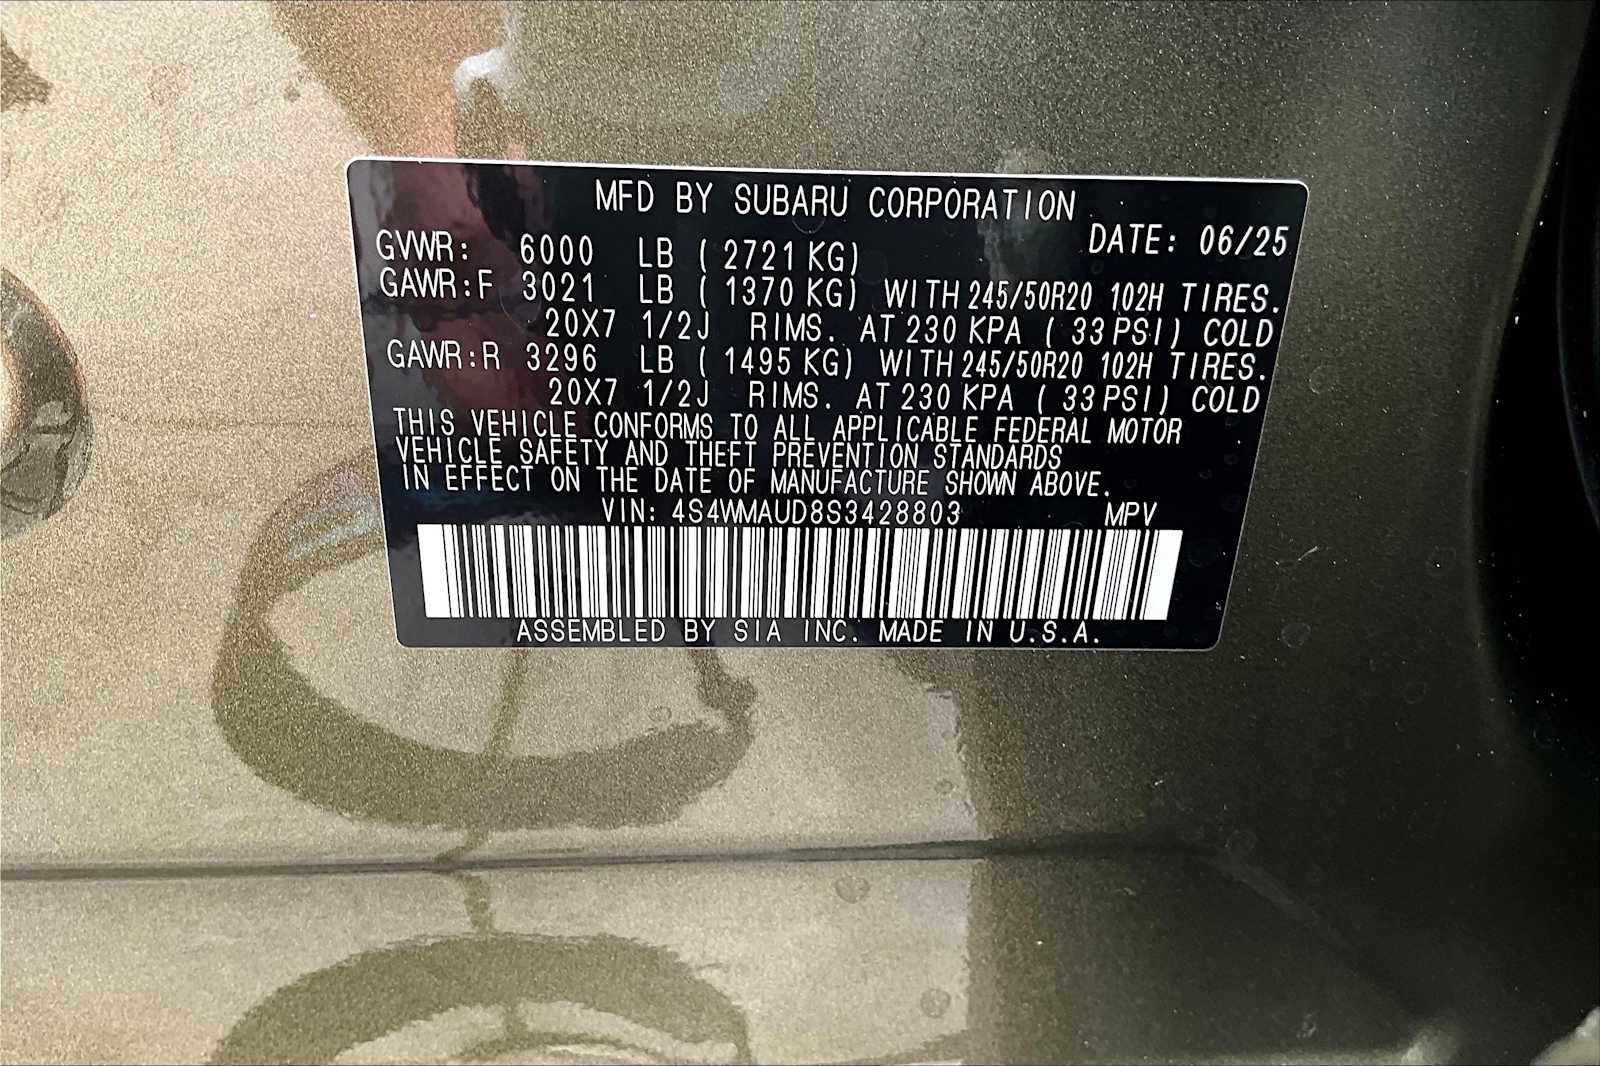 MFD BY SUBARU CORPORATION
DATE: 06/25
GVWR: 6000 LB ( 2721 KG)
GAWR:F 3021 LB ( 1370 KG) WITH 245/50R20 102H TIRES.
20X7 1/2J RIMS. AT 230 KPA ( 33 PSI) COLD
GAWR:R 3296 LB ( 1495 KG) WITH 245/50R20 102H TIRES.
20X7 1/2J RIMS. AT 230 KPA ( 33 PSI) COLD
THIS VEHICLE CONFORMS TO ALL APPLICABLE FEDERAL MOTOR
VEHICLE SAFETY AND THEFT PREVENTION STANDARDS
IN EFFECT ON THE DATE OF MANUFACTURE SHOWN ABOVE.
VIN: 4S4WMAUD8S3428803 MPV
ASSEMBLED BY SIA INC. MADE IN U.S.A.